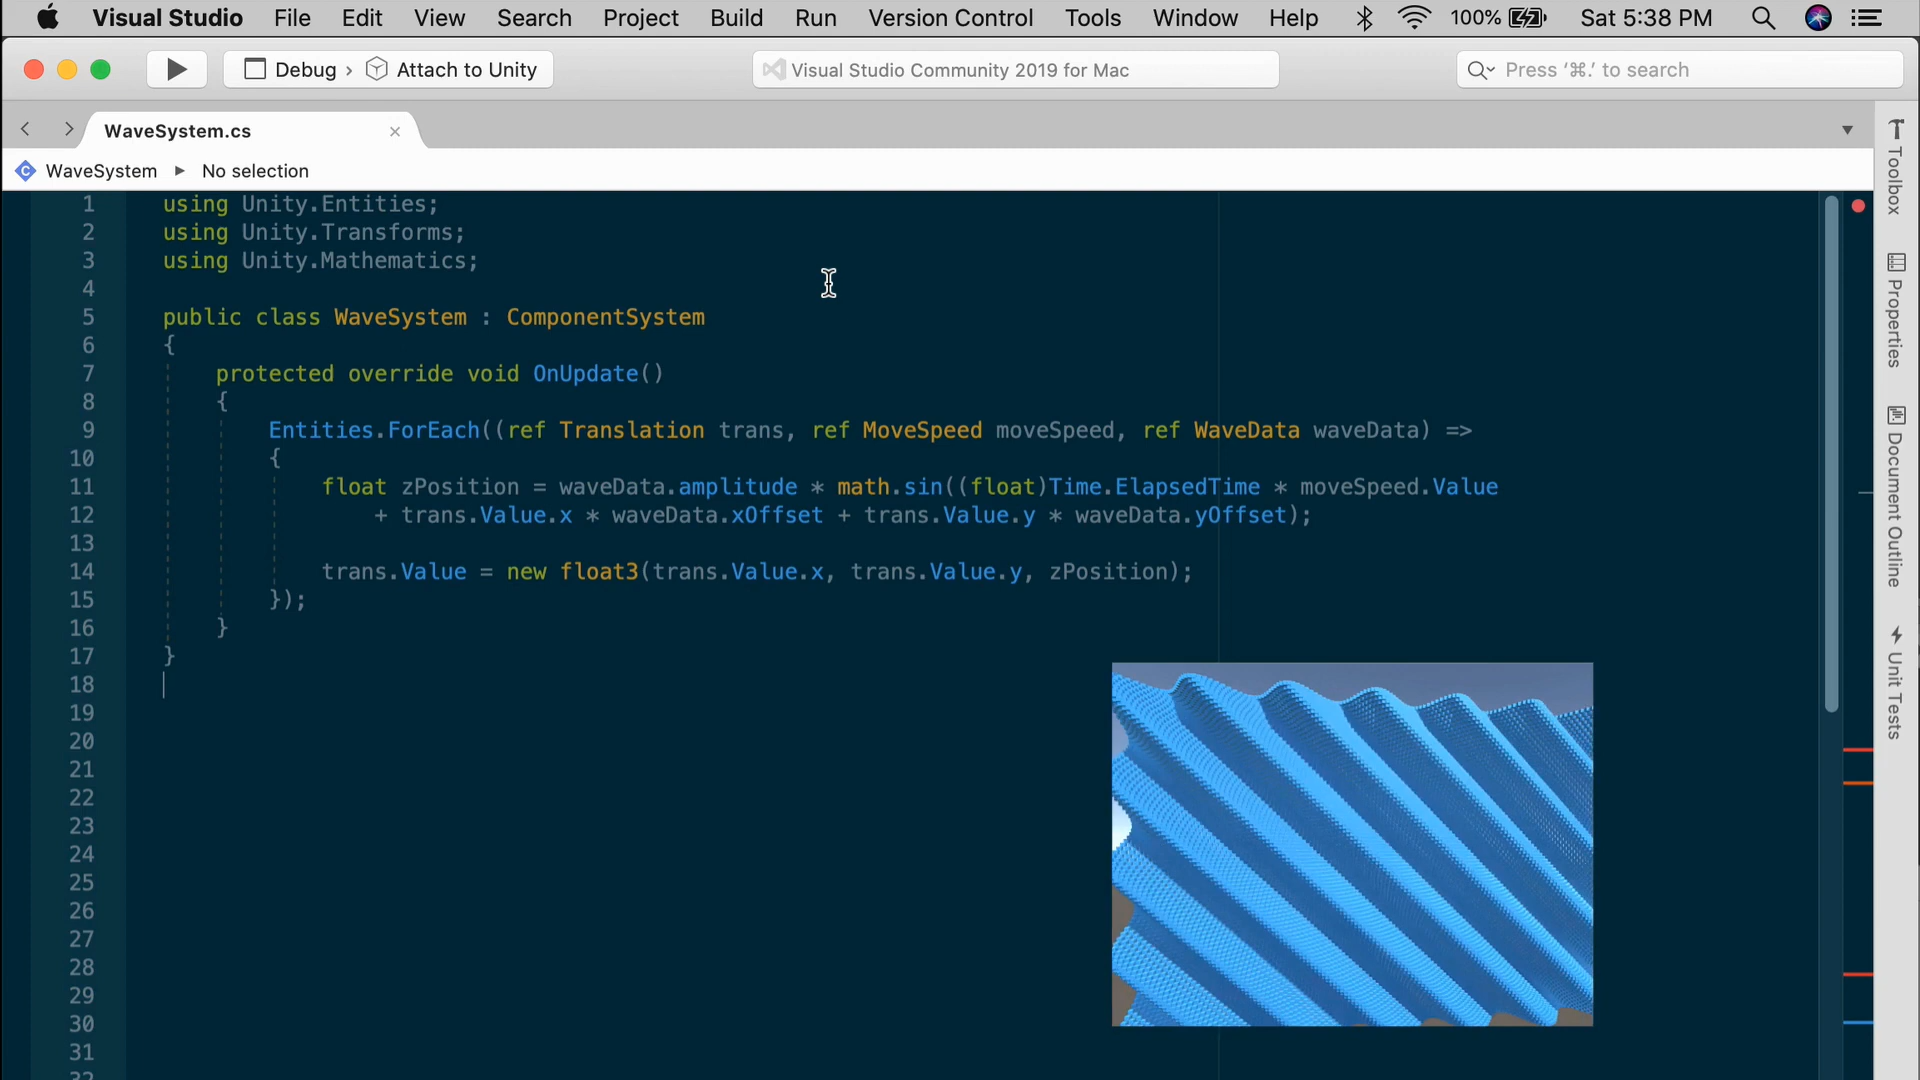 Visual Studio File Edit View Search Project Build Run Version Control Tools Window Help 100% Sat 5:38 PM
Debug › Attach to Unity Visual Studio Community 2019 for Mac Press ‘⌘.’ to search
WaveSystem.cs
WaveSystem No selection
1 using Unity.Entities;
2 using Unity.Transforms;
3 using Unity.Mathematics;
4
5 public class WaveSystem : ComponentSystem
6 {
7 protected override void OnUpdate()
8 {
9 Entities.ForEach((ref Translation trans, ref MoveSpeed moveSpeed, ref WaveData waveData) =>
10 {
11 float zPosition = waveData.amplitude * math.sin((float)Time.ElapsedTime * moveSpeed.Value
12 + trans.Value.x * waveData.xOffset + trans.Value.y * waveData.yOffset);
13
14 trans.Value = new float3(trans.Value.x, trans.Value.y, zPosition);
15 });
16 }
17 }
18
19
20
21
22
23
24
25
26
27
28
29
30
31
32
Toolbox
Properties
Document Outline
Unit Tests